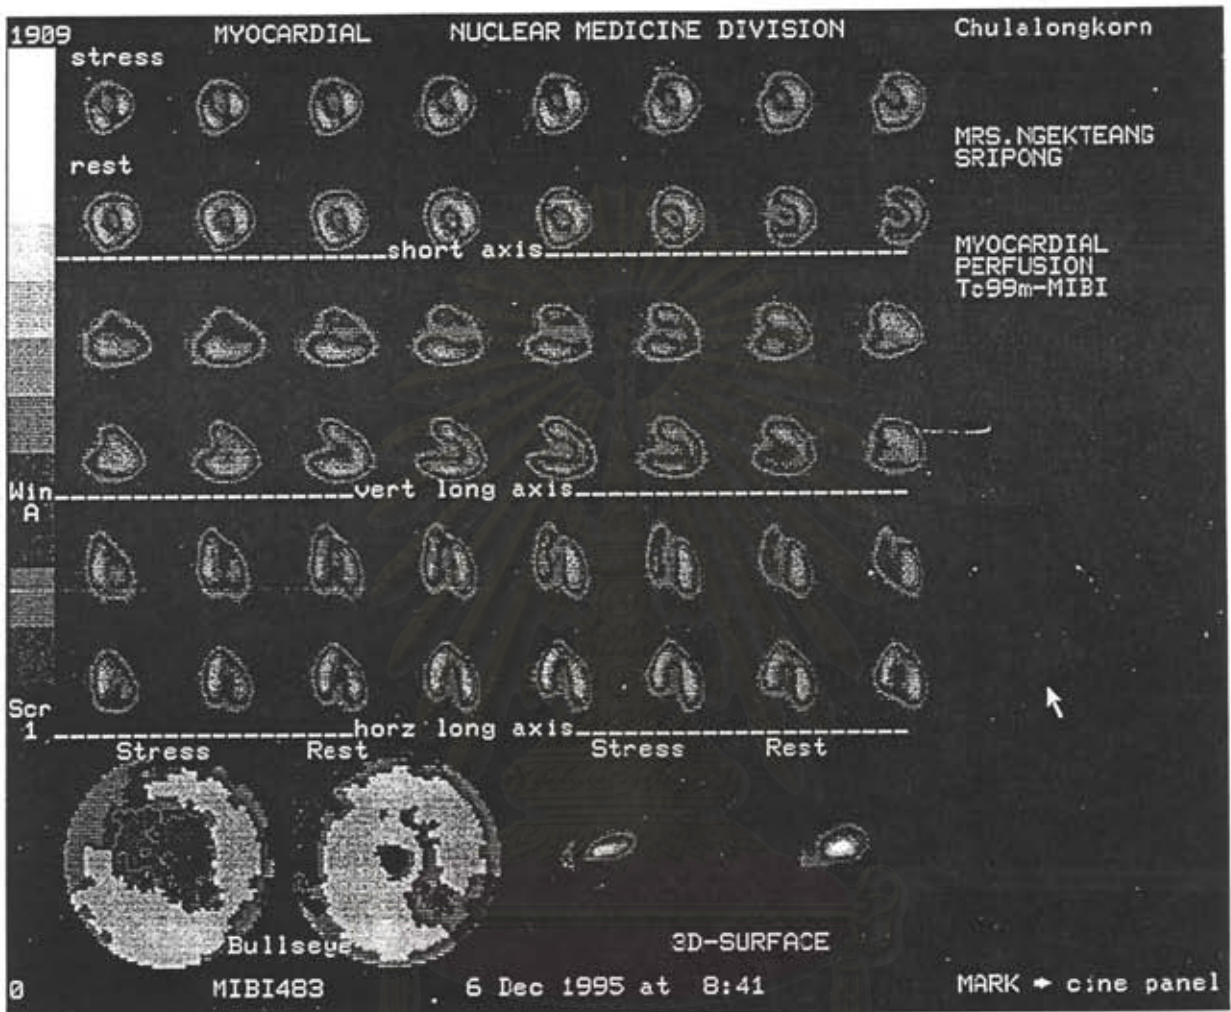 1909 MYOCARDIAL NUCLEAR MEDICINE DIVISION Chulalongkorn
stress
MRS.NGEKTEANG
SRIPONG
rest
short axis
MYOCARDIAL
PERFUSION
Tc99m-MIBI
Win
A
vert long axis
Scr
1
horz long axis
Stress Rest Stress Rest
Bullseye 3D-SURFACE
0 MIBI483 6 Dec 1995 at 8:41 MARK → cine panel